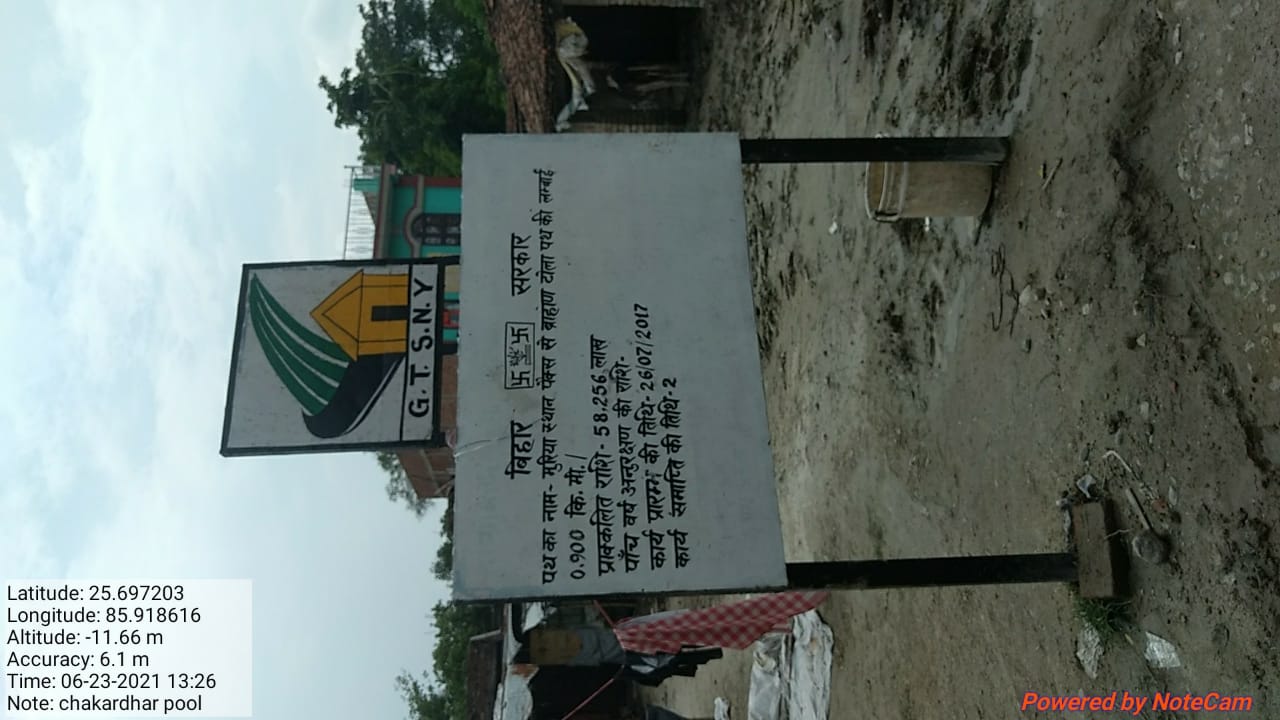 G. T. S. N. Y
बिहार सरकार
पथ का नाम- मुरिया स्थान पैक्स से ब्राहाण टोला पथ की लम्बाई
0.900 कि. मी. /
प्राक्कलित राशि - 58.256 लाख
पाँच वर्ष अनुरक्षण की राशि-
कार्य प्रारम्भ की तिथि- 26/07/2017
कार्य समाप्ति की तिथि- 2
Latitude: 25.697203
Longitude: 85.918616
Altitude: -11.66 m
Accuracy: 6.1 m
Time: 06-23-2021 13:26
Note: chakardhar pool
Powered by NoteCam